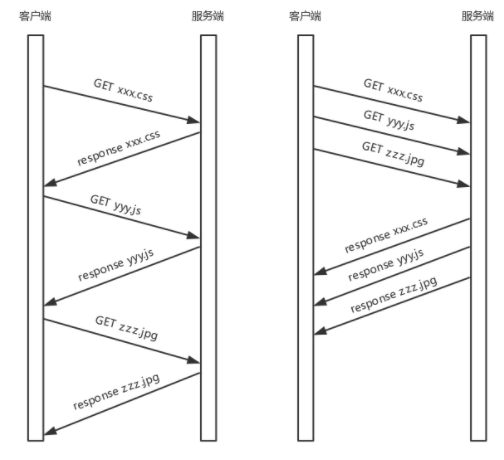 客户端
服务端
GET xxx.css
response xxx.css
GET yyy.js
response yyy.js
GET zzz.jpg
response zzz.jpg
客户端
服务端
GET xxx.css
GET yyy.js
GET zzz.jpg
response xxx.css
response yyy.js
response zzz.jpg